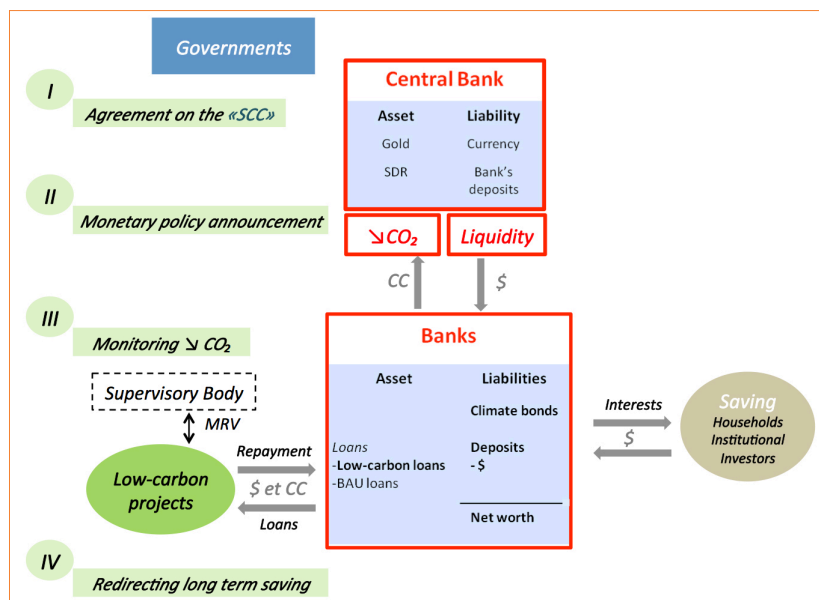 Governments
I
Agreement on the «SCC»
Central Bank
Asset Liability
Gold Currency
SDR Bank's
deposits
II
Monetary policy announcement
↘ CO₂ Liquidity
CC $
III
Monitoring ↘ CO₂
Supervisory Body
MRV
Low-carbon
projects
Repayment
$ et CC
Loans
Banks
Asset Liabilities
Climate bonds
Loans Deposits
-Low-carbon loans - $
-BAU loans
Net worth
Interests
$
Saving
Households
Institutional
Investors
IV
Redirecting long term saving